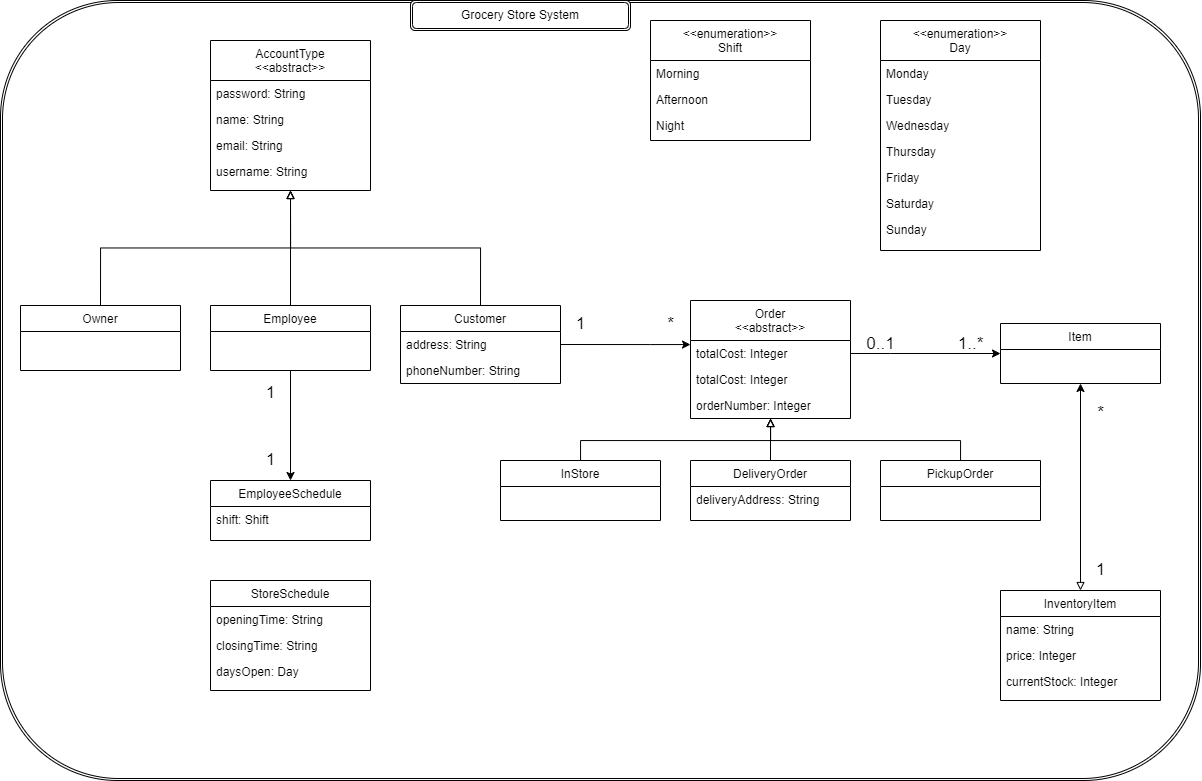 Grocery Store System
AccountType
<<abstract>>
password: String
name: String
email: String
username: String
<<enumeration>>
Shift
Morning
Afternoon
Night
<<enumeration>>
Day
Monday
Tuesday
Wednesday
Thursday
Friday
Saturday
Sunday
Owner
Employee
Customer
address: String
phoneNumber: String
1
*
Order
<<abstract>>
totalCost: Integer
totalCost: Integer
orderNumber: Integer
0..1
1..*
Item
1
1
EmployeeSchedule
shift: Shift
InStore
DeliveryOrder
deliveryAddress: String
PickupOrder
*
1
StoreSchedule
openingTime: String
closingTime: String
daysOpen: Day
InventoryItem
name: String
price: Integer
currentStock: Integer